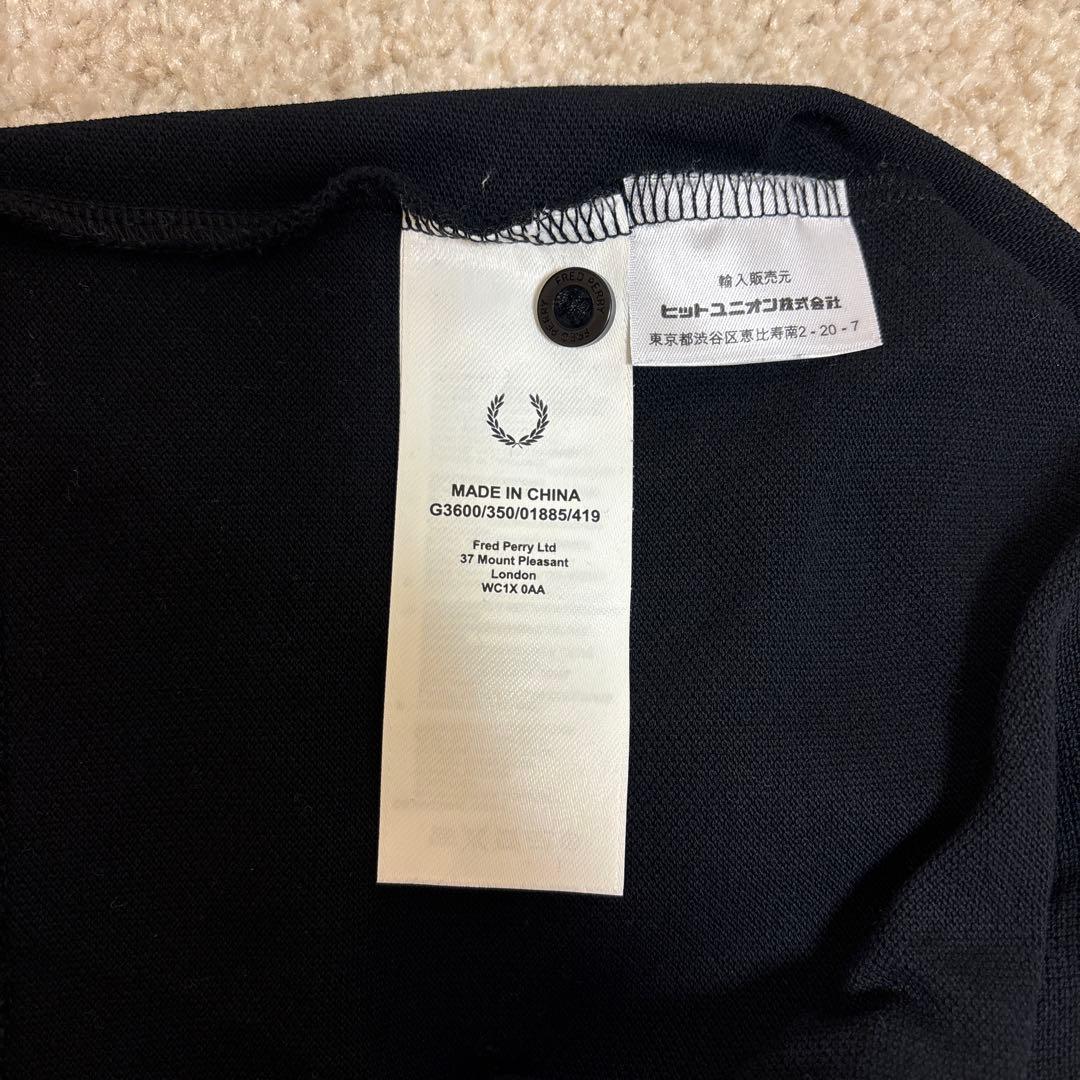 FRED PERRY
FRED PERRY
MADE IN CHINA
G3600/350/01885/419
Fred Perry Ltd
37 Mount Pleasant
London
WC1X 0AA
輸入販売元
ヒットユニオン株式会社
東京都渋谷区恵比寿南2-20-7